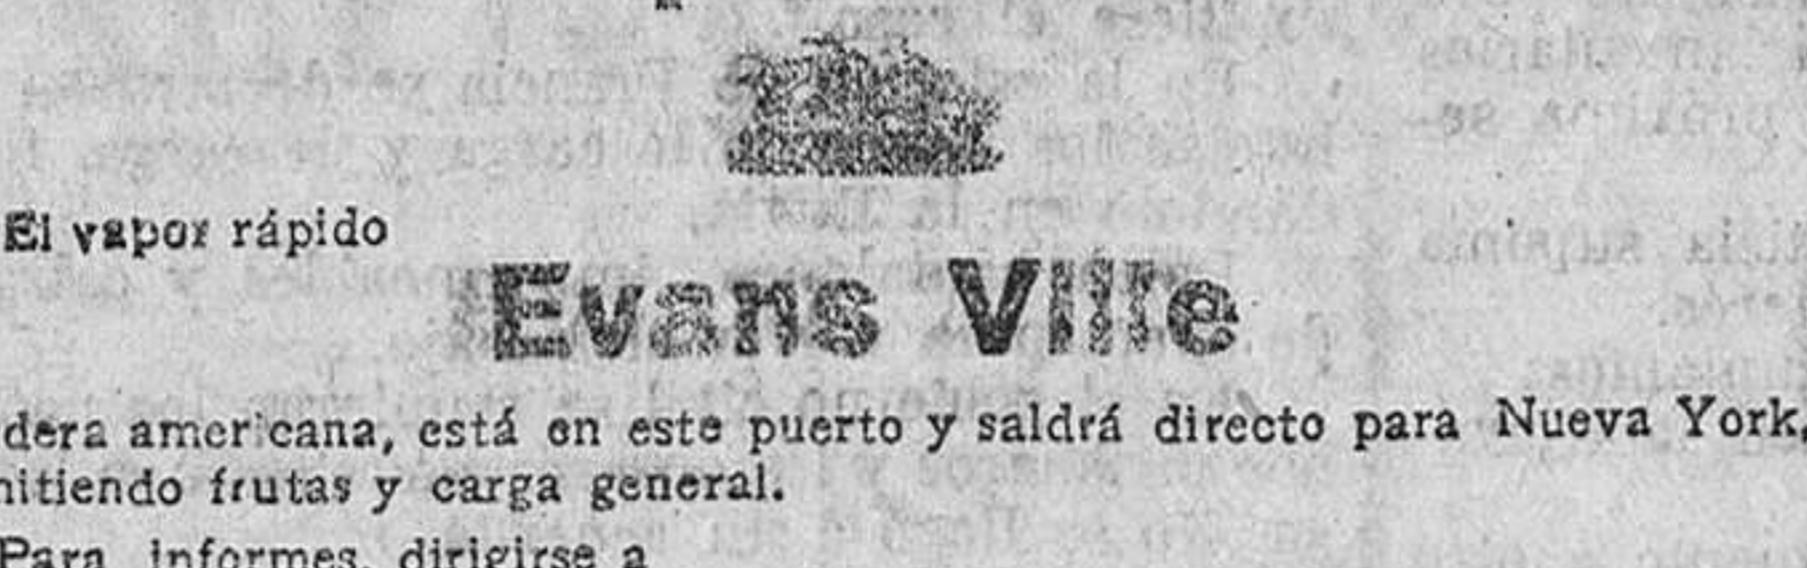 El vapor rápido
Evans Ville
dera americana, está en este puerto y saldrá directo para Nueva York,
mitiendo frutas y carga general.
Para informes, dirigirse a